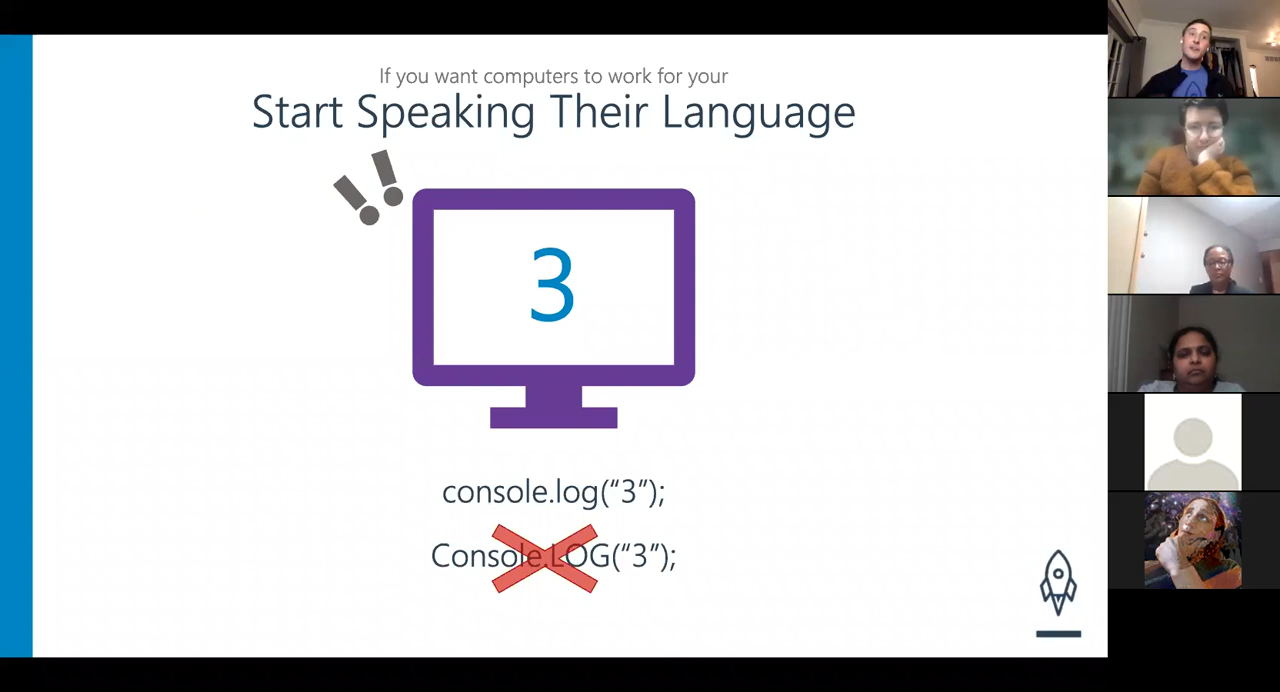 If you want computers to work for your
Start Speaking Their Language
3
console.log(“3”);
Console.LOG(“3”);